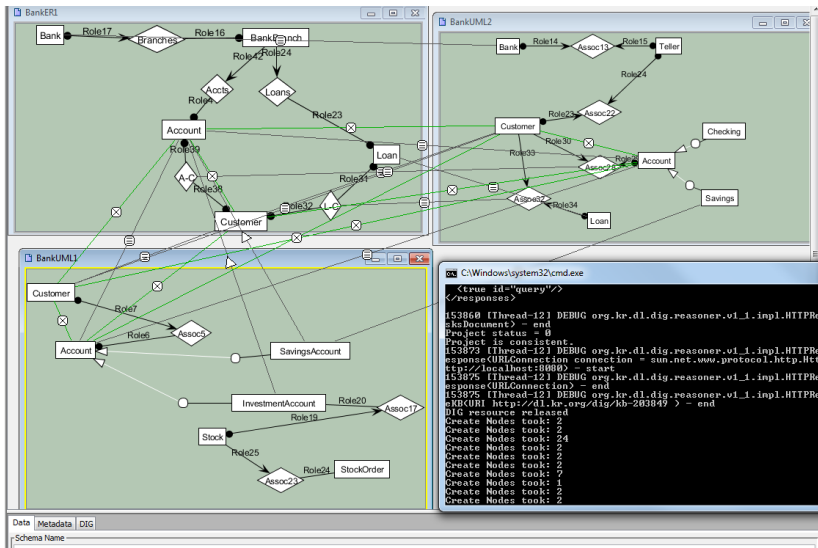 BankER1
Bank
Role17
Branches
Role16
BankBranch
Role42
Role24
Accts
Loans
Role4
Role23
Account
Role39
Loan
A-C
Role31
Role38
Role32
L-C
Customer
BankUML2
Bank
Role14
Assoc13
Role15
Teller
Role24
Role23
Assoc22
Customer
Checking
Role30
Role33
Assoc28
Account
Assoc32
Savings
Role34
Loan
BankUML1
Customer
Role7
Role6
Assoc5
Account
SavingsAccount
InvestmentAccount
Role20
Assoc17
Role19
Stock
Role25
Role24
StockOrder
Assoc23
C:\Windows\system32\cmd.exe
<true id="query"/>
</responses>
153860 [Thread-12] DEBUG org.kr.dl.dig.reasoner.v1_1.impl.HTTPRe
sksDocument) - end
Project status = 0
Project is consistent.
153873 [Thread-12] DEBUG org.kr.dl.dig.reasoner.v1_1.impl.HTTPRe
esponse(URLConnection connection = sun.net.www.protocol.http.Htt
ttp://localhost:8080) - start
153875 [Thread-12] DEBUG org.kr.dl.dig.reasoner.v1_1.impl.HTTPRe
esponse(URLConnection) - end
153875 [Thread-12] DEBUG org.kr.dl.dig.reasoner.v1_1.impl.HTTPRe
eKB(URI http://dl.kr.org/dig/kb-203849 ) - end
DIG resource released
Create Nodes took: 2
Create Nodes took: 2
Create Nodes took: 24
Create Nodes took: 2
Create Nodes took: 2
Create Nodes took: 2
Create Nodes took: 7
Create Nodes took: 1
Create Nodes took: 2
Create Nodes took: 2
Data Metadata DIG
Schema Name